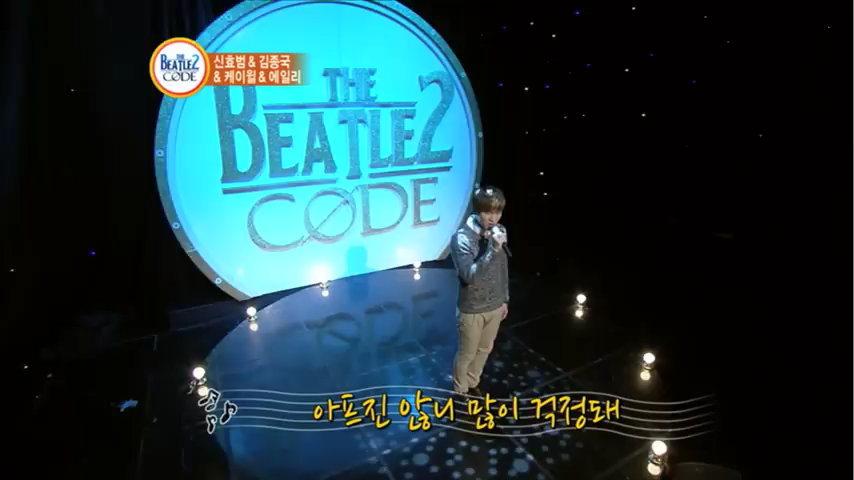 THE BEATLE2 CODE
신효범 & 김종국
& 케이윌 & 에일리
THE
BEATLE2
CODE
아프진 않니 많이 걱정돼